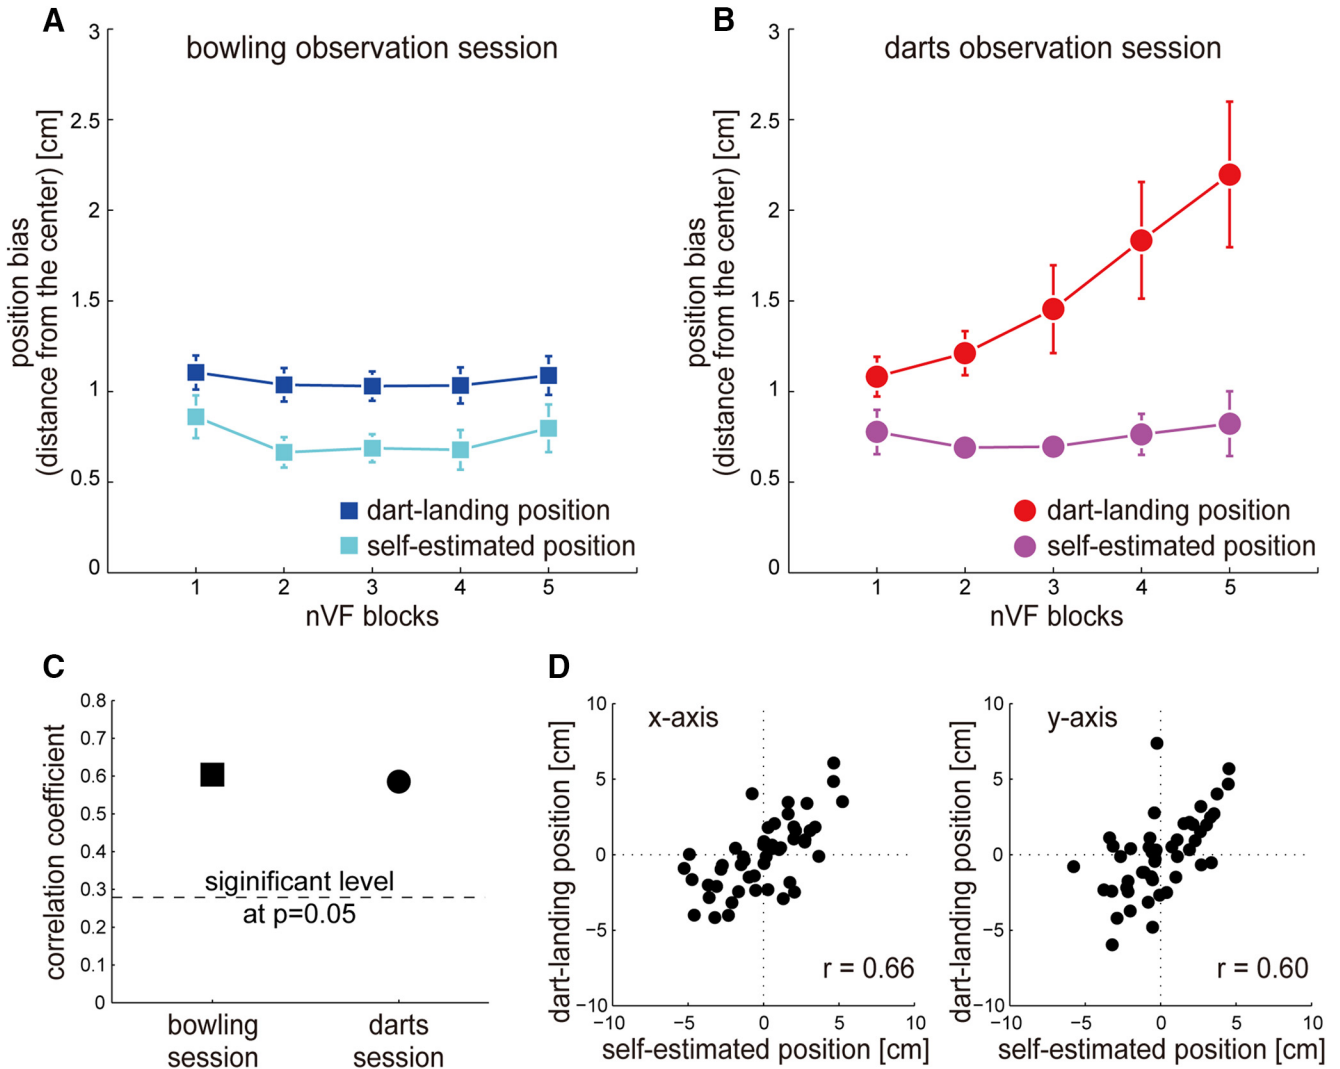 A
bowling observation session
3
2.5
2
1.5
1
0.5
0
position bias
(distance from the center) [cm]
dart-landing position
self-estimated position
1 2 3 4 5
nVF blocks
B
darts observation session
3
2.5
2
1.5
1
0.5
0
position bias
(distance from the center) [cm]
dart-landing position
self-estimated position
1 2 3 4 5
nVF blocks
C
0.8
0.7
0.6
0.5
0.4
0.3
0.2
0.1
0
correlation coefficient
siginificant level
at p=0.05
bowling
session
darts
session
D
x-axis
10
5
0
−5
−10
dart-landing position [cm]
r = 0.66
−10 −5 0 5 10
self-estimated position [cm]
y-axis
10
5
0
−5
−10
dart-landing position [cm]
r = 0.60
−10 −5 0 5 10
self-estimated position [cm]